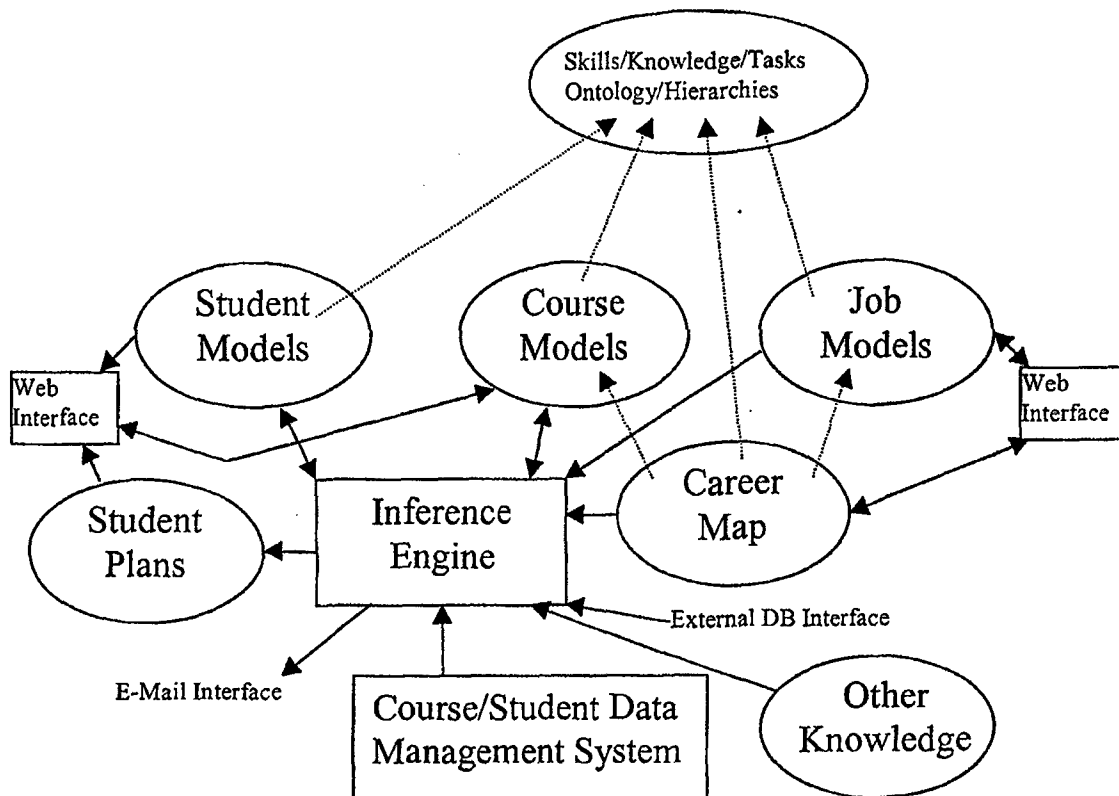 Skills/Knowledge/Tasks
Ontology/Hierarchies
Student
Models
Course
Models
Job
Models
Web
Interface
Web
Interface
Student
Plans
Inference
Engine
Career
Map
External DB Interface
E-Mail Interface
Course/Student Data
Management System
Other
Knowledge